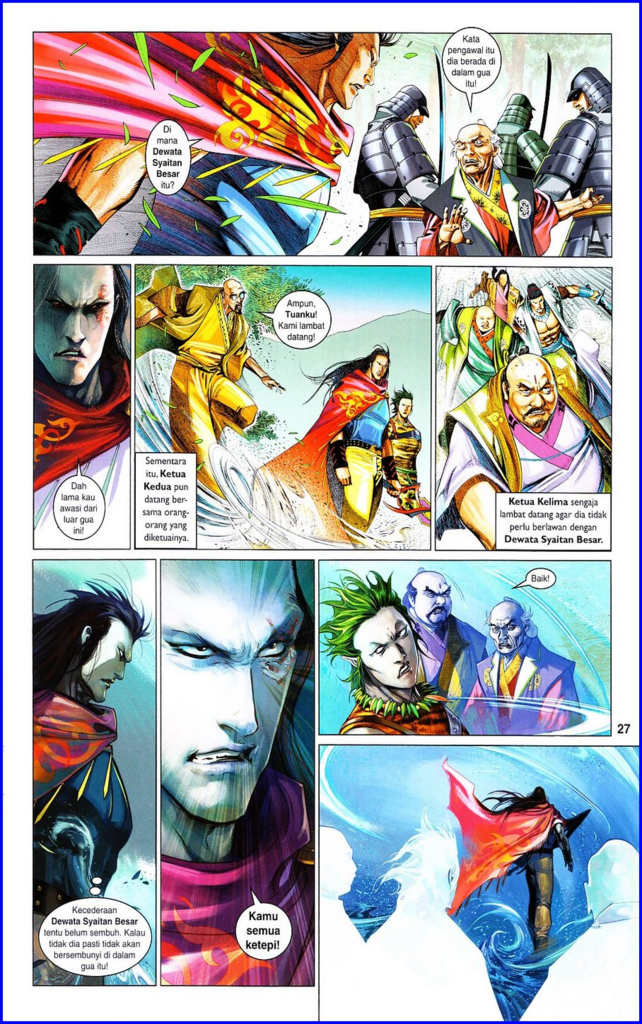 Di
mana
Dewata
Syaitan
Besar
itu?
Kata
pengawal itu
dia berada di
dalam gua
itu!
Dah
lama kau
awasi dari
luar gua
ini!
Ampun,
Tuanku!
Kami lambat
datang!
Sementara
itu, Ketua
Kedua pun
datang ber-
sama orang-
orang yang
diketuainya.
Ketua Kelima sengaja
lambat datang agar dia tidak
perlu berlawan dengan
Dewata Syaitan Besar.
Kecederaan
Dewata Syaitan Besar
tentu belum sembuh. Kalau
tidak dia pasti tidak akan
bersembunyi di dalam
gua itu!
Kamu
semua
ketepi!
Baik!
27